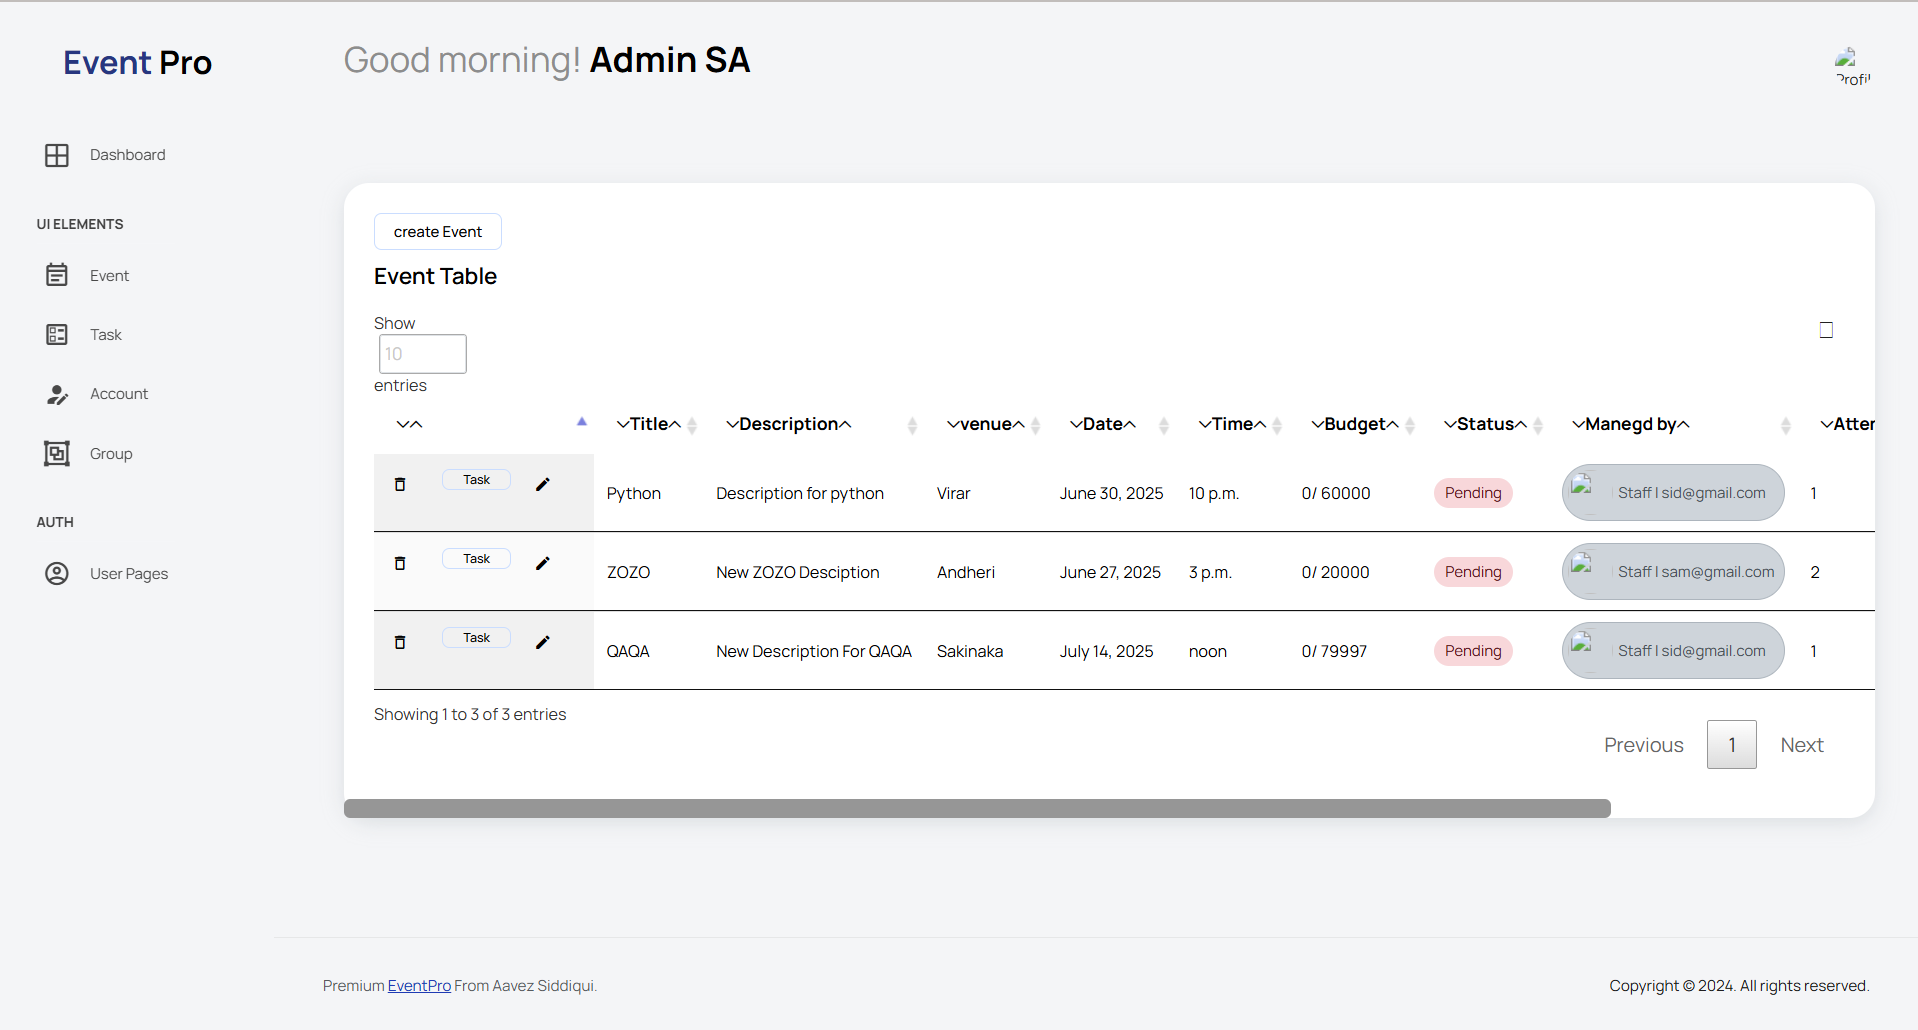 Event Pro
Good morning! Admin SA
Profil
Dashboard
UI ELEMENTS
Event
Task
Account
Group
AUTH
User Pages
create Event
Event Table
Show
10
entries
Title Description venue Date Time Budget Status Manegd by Atter
Task Python Description for python Virar June 30, 2025 10 p.m. 0/ 60000 Pending Staff | sid@gmail.com 1
Task ZOZO New ZOZO Desciption Andheri June 27, 2025 3 p.m. 0/ 20000 Pending Staff | sam@gmail.com 2
Task QAQA New Description For QAQA Sakinaka July 14, 2025 noon 0/ 79997 Pending Staff | sid@gmail.com 1
Showing 1 to 3 of 3 entries
Previous 1 Next
Premium EventPro From Aavez Siddiqui.
Copyright © 2024. All rights reserved.